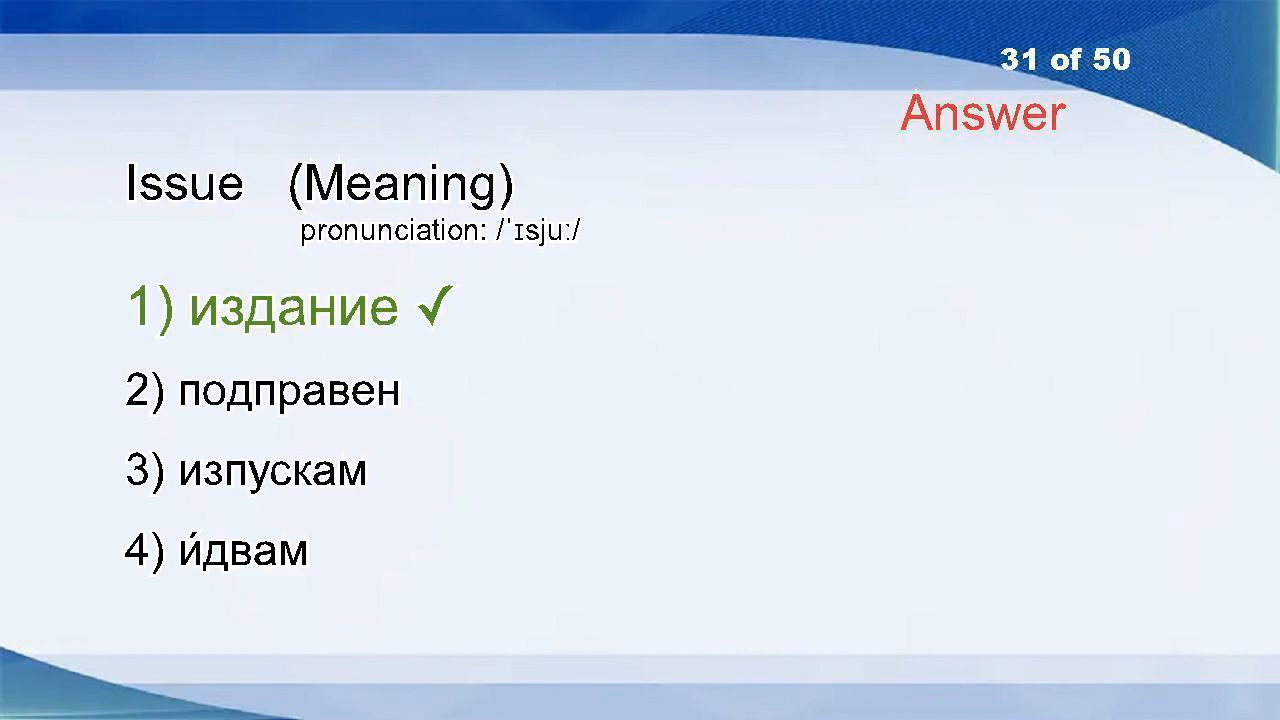 31 of 50
Answer
Issue (Meaning)
pronunciation: /ˈɪsjuː/
1) издание ✓
2) подправен
3) изпускам
4) и́двам